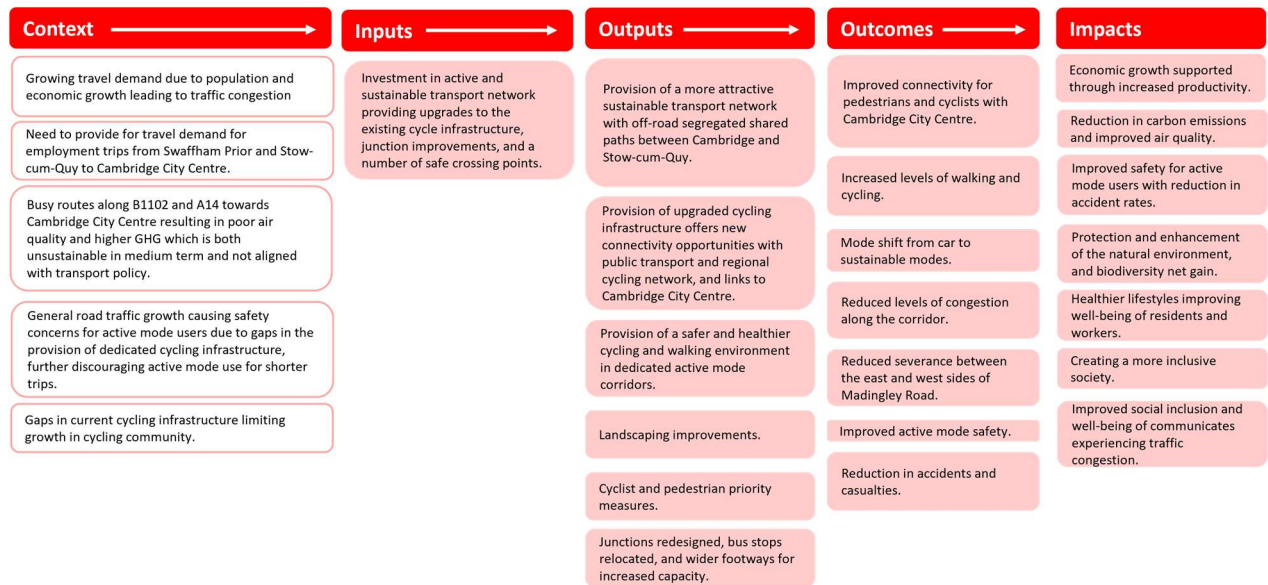 Context
Growing travel demand due to population and
economic growth leading to traffic congestion
Need to provide for travel demand for
employment trips from Swaffham Prior and Stow-
cum-Quy to Cambridge City Centre.
Busy routes along B1102 and A14 towards
Cambridge City Centre resulting in poor air
quality and higher GHG which is both
unsustainable in medium term and not aligned
with transport policy.
General road traffic growth causing safety
concerns for active mode users due to gaps in the
provision of dedicated cycling infrastructure,
further discouraging active mode use for shorter
trips.
Gaps in current cycling infrastructure limiting
growth in cycling community.
Inputs
Investment in active and
sustainable transport network
providing upgrades to the
existing cycle infrastructure,
junction improvements, and a
number of safe crossing points.
Outputs
Provision of a more attractive
sustainable transport network
with off-road segregated shared
paths between Cambridge and
Stow-cum-Quy.
Provision of upgraded cycling
infrastructure offers new
connectivity opportunities with
public transport and regional
cycling network, and links to
Cambridge City Centre.
Provision of a safer and healthier
cycling and walking environment
in dedicated active mode
corridors.
Landscaping improvements.
Cyclist and pedestrian priority
measures.
Junctions redesigned, bus stops
relocated, and wider footways for
increased capacity.
Outcomes
Improved connectivity for
pedestrians and cyclists with
Cambridge City Centre.
Increased levels of walking and
cycling.
Mode shift from car to
sustainable modes.
Reduced levels of congestion
along the corridor.
Reduced severance between
the east and west sides of
Madingley Road.
Improved active mode safety.
Reduction in accidents and
casualties.
Impacts
Economic growth supported
through increased productivity.
Reduction in carbon emissions
and improved air quality.
Improved safety for active
mode users with reduction in
accident rates.
Protection and enhancement
of the natural environment,
and biodiversity net gain.
Healthier lifestyles improving
well-being of residents and
workers.
Creating a more inclusive
society.
Improved social inclusion and
well-being of communicates
experiencing traffic
congestion.